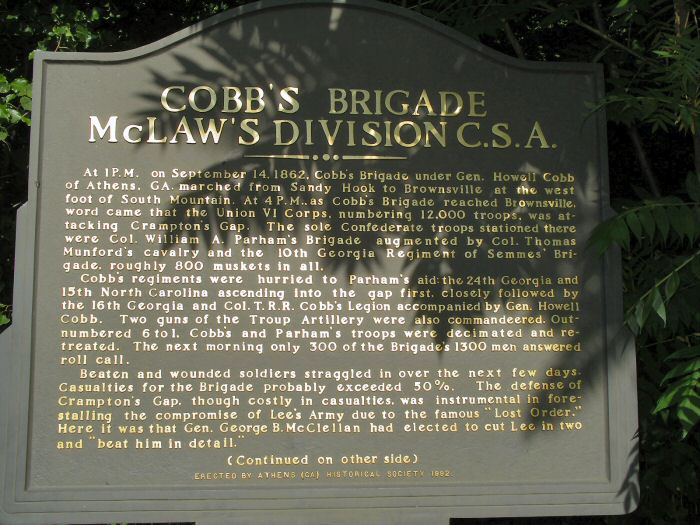 COBB'S BRIGADE
McLAW'S DIVISION C.S.A.
At 1 P.M. on September 14, 1862, Cobb's Brigade under Gen. Howell Cobb
of Athens, GA. marched from Sandy Hook to Brownsville at the west
foot of South Mountain. At 4 P.M., as Cobb's Brigade reached Brownsville,
word came that the Union VI Corps, numbering 12,000 troops, was at-
tacking Crampton's Gap. The sole Confederate troops stationed there
were Col. William A. Parham's Brigade augmented by Col. Thomas
Munford's cavalry and the 10th Georgia Regiment of Semmes' Bri-
gade, roughly 800 muskets in all.
Cobb's regiments were hurried to Parham's aid: the 24th Georgia and
15th North Carolina ascending into the gap first, closely followed by
the 16th Georgia and Col. T.R.R. Cobb's Legion accompanied by Gen. Howell
Cobb. Two guns of the Troup Artillery were also commandeered. Out-
numbered 6 to 1, Cobb's and Parham's troops were decimated and re-
treated. The next morning only 300 of the Brigade's 1300 men answered
roll call.
Beaten and wounded soldiers straggled in over the next few days.
Casualties for the Brigade probably exceeded 50%. The defense of
Crampton's Gap, though costly in casualties, was instrumental in fore-
stalling the compromise of Lee's Army due to the famous "Lost Order."
Here it was that Gen. George B. McClellan had elected to cut Lee in two
and "beat him in detail."
(Continued on other side)
ERECTED BY ATHENS (GA) HISTORICAL SOCIETY 1992.